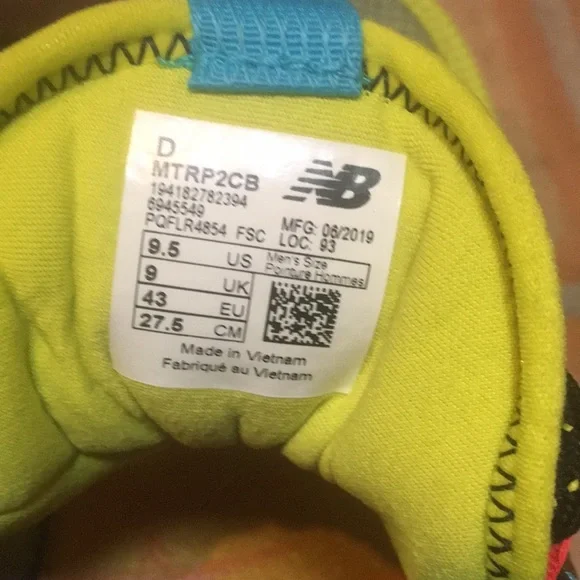 D
MTRP2CB
194182782394
6945549
PQFLR4854 FSC
NB
MFG: 06/2019
LOC: 93
9.5 US
9 UK
43 EU
27.5 CM
Men's Size
Pointure Hommes
Made in Vietnam
Fabriqué au Vietnam